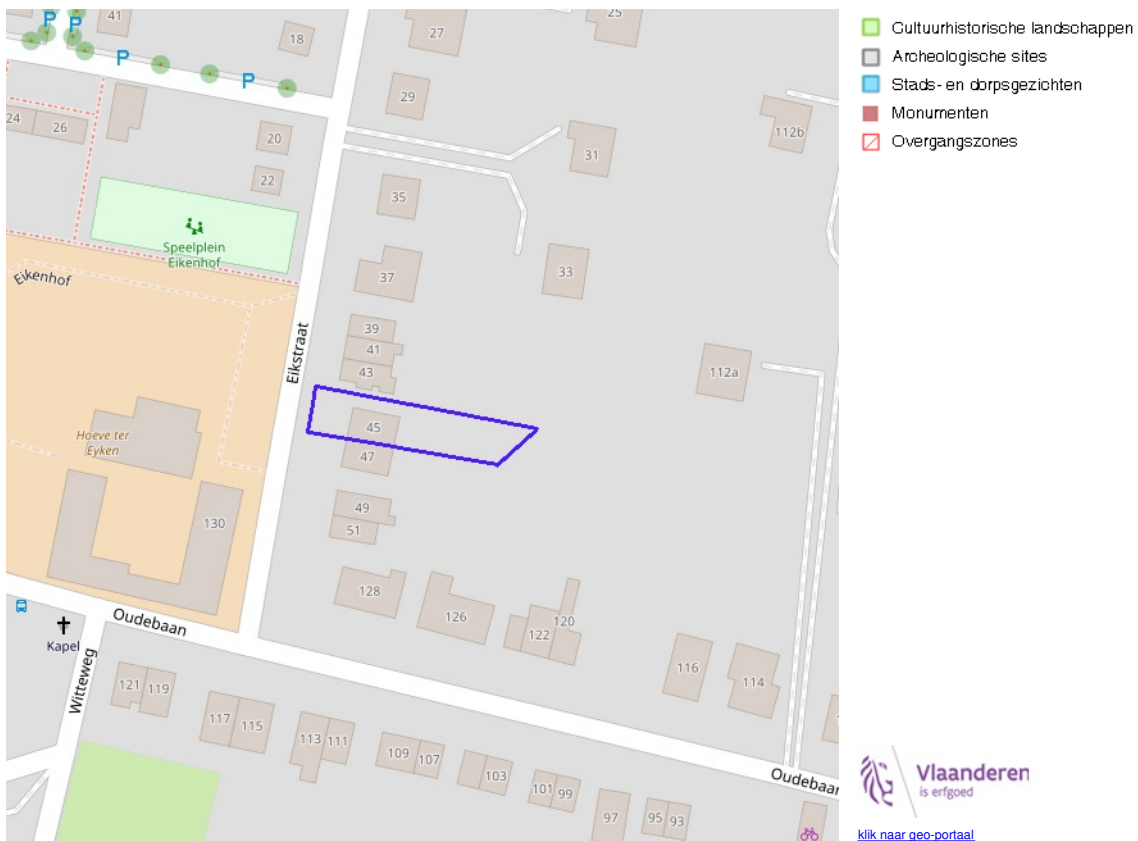 41
P
P
18
27
25
P
P
29
24
26
20
22
31
112b
35
Speelplein
Eikenhof
Eikenhof
37
33
39
41
43
Eikstraat
112a
45
47
Hoeve ter
Eyken
49
51
130
128
126
120
122
Oudebaan
Kapel
Witteweg
116
114
121
119
117
115
113
111
109
107
103
101
99
97
95
93
Oudebaan
Cultuurhistorische landschappen
Archeologische sites
Stads- en dorpsgezichten
Monumenten
Overgangszones
Vlaanderen
is erfgoed
klik naar geo-portaal